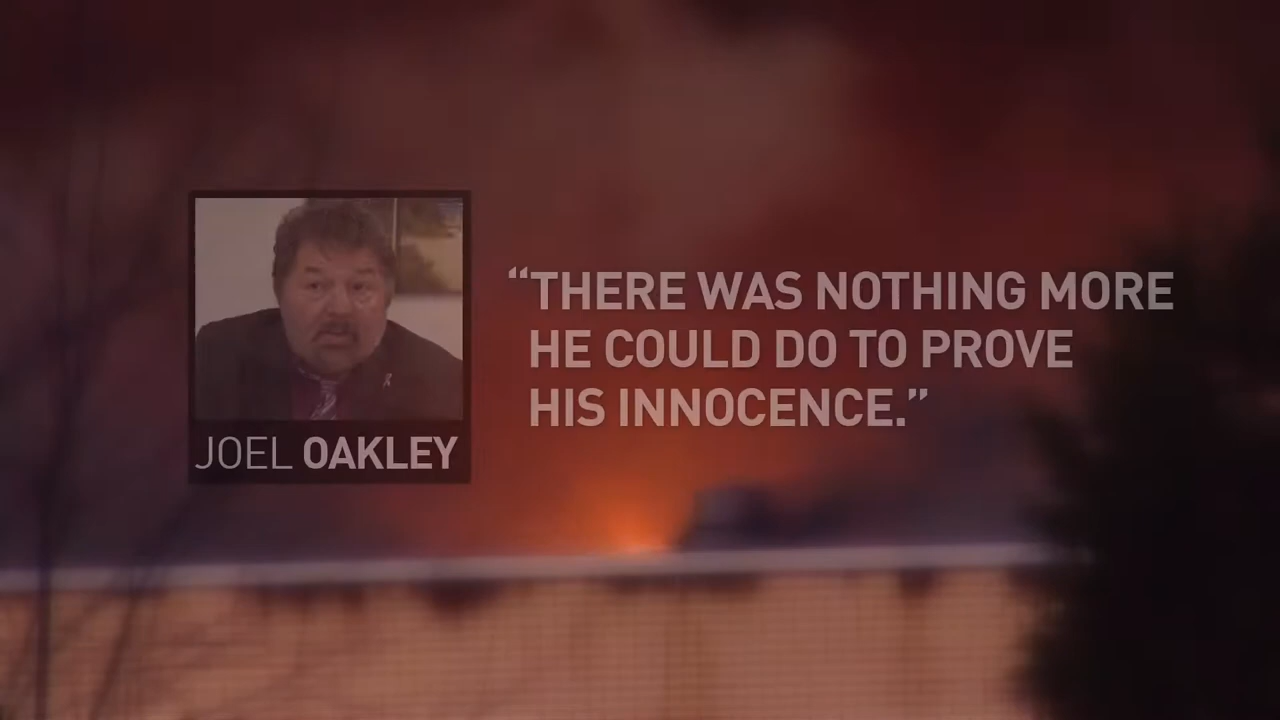 JOEL OAKLEY
“THERE WAS NOTHING MORE
HE COULD DO TO PROVE
HIS INNOCENCE.”